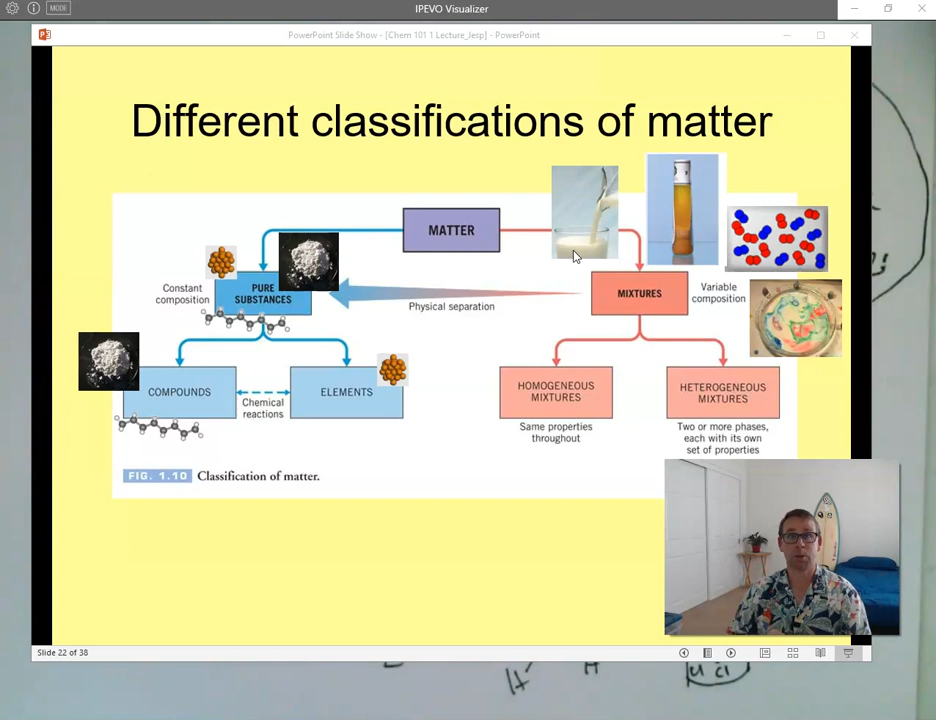 MODE
IPEVO Visualizer
PowerPoint Slide Show - [Chem 101 1 Lecture_Jesp] - PowerPoint
Different classifications of matter
MATTER
Constant
composition
PURE
SUBSTANCES
Physical separation
MIXTURES
Variable
composition
COMPOUNDS
Chemical
reactions
ELEMENTS
HOMOGENEOUS
MIXTURES
Same properties
throughout
HETEROGENEOUS
MIXTURES
Two or more phases,
each with its own
set of properties
FIG. 1.10 Classification of matter.
Slide 22 of 38
H